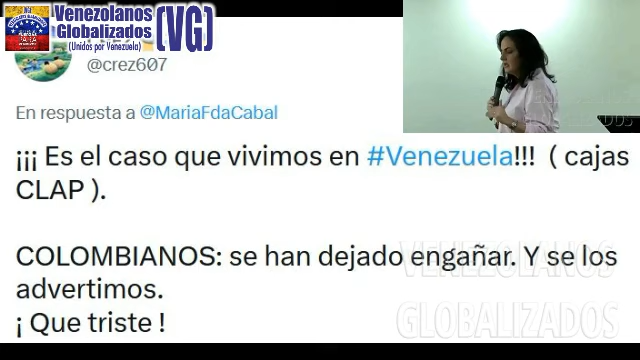 Venezolanos
Globalizados
(Unidos por Venezuela)
(VG)
@crez607
En respuesta a @MariaFdaCabal
¡¡¡ Es el caso que vivimos en #Venezuela!!! ( cajas
CLAP ).
COLOMBIANOS: se han dejado engañar. Y se los
advertimos.
¡ Que triste !
VENEZOLANOS
GLOBALIZADOS